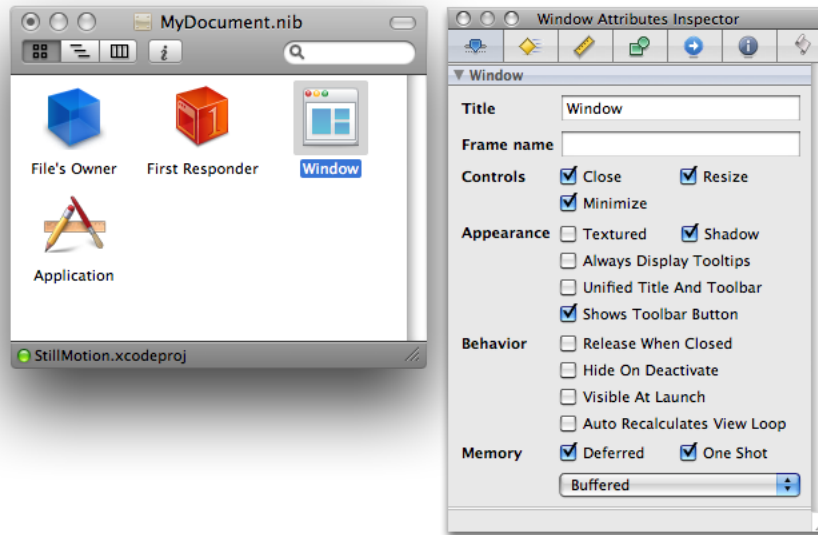 MyDocument.nib
File's Owner
First Responder
1
Window
Application
StillMotion.xcodeproj
Window Attributes Inspector
Window
Title Window
Frame name
Controls Close Resize
Minimize
Appearance Textured Shadow
Always Display Tooltips
Unified Title And Toolbar
Shows Toolbar Button
Behavior Release When Closed
Hide On Deactivate
Visible At Launch
Auto Recalculates View Loop
Memory Deferred One Shot
Buffered